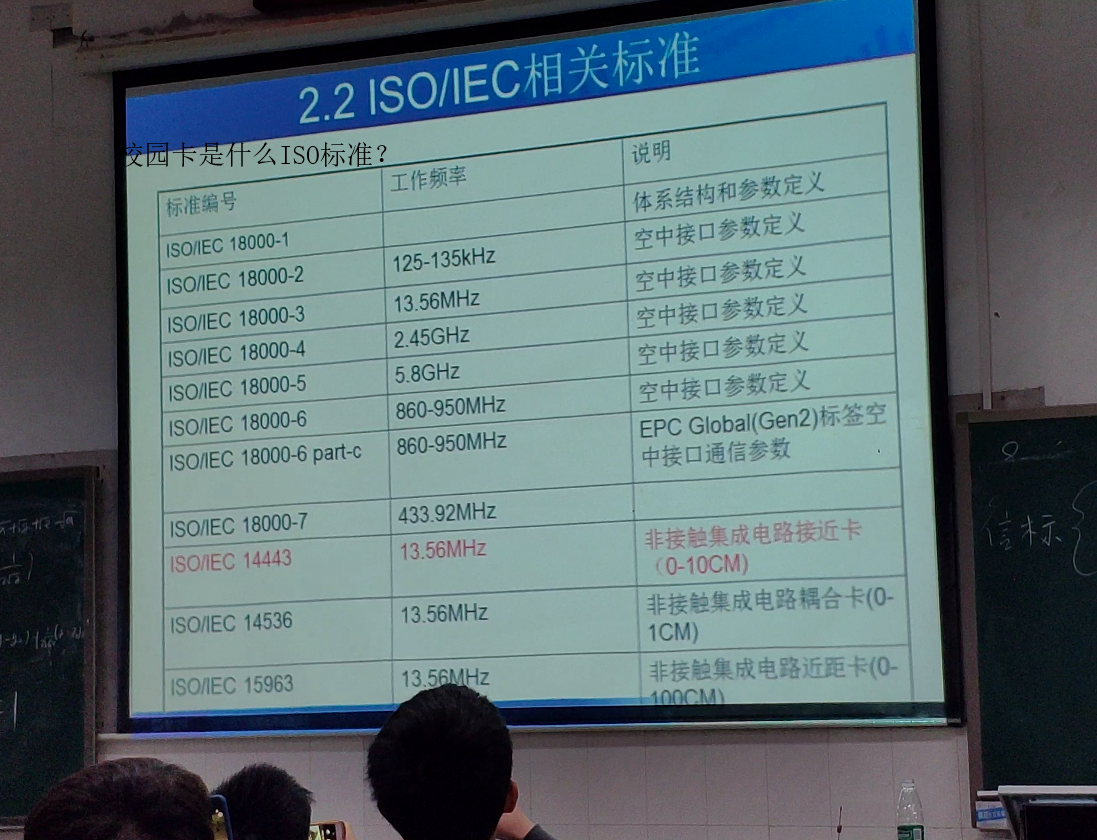 2.2 ISO/IEC相关标准
校园卡是什么ISO标准？
标准编号 工作频率 说明
ISO/IEC 18000-1 体系结构和参数定义
ISO/IEC 18000-2 125-135kHz 空中接口参数定义
ISO/IEC 18000-3 13.56MHz 空中接口参数定义
ISO/IEC 18000-4 2.45GHz 空中接口参数定义
ISO/IEC 18000-5 5.8GHz 空中接口参数定义
ISO/IEC 18000-6 860-950MHz 空中接口参数定义
ISO/IEC 18000-6 part-c 860-950MHz EPC Global(Gen2)标签空
中接口通信参数
ISO/IEC 18000-7 433.92MHz
ISO/IEC 14443 13.56MHz 非接触集成电路接近卡
（0-10CM)
ISO/IEC 14536 13.56MHz 非接触集成电路耦合卡(0-
1CM)
ISO/IEC 15963 13.56MHz 非接触集成电路近距卡(0-
100CM)
信标